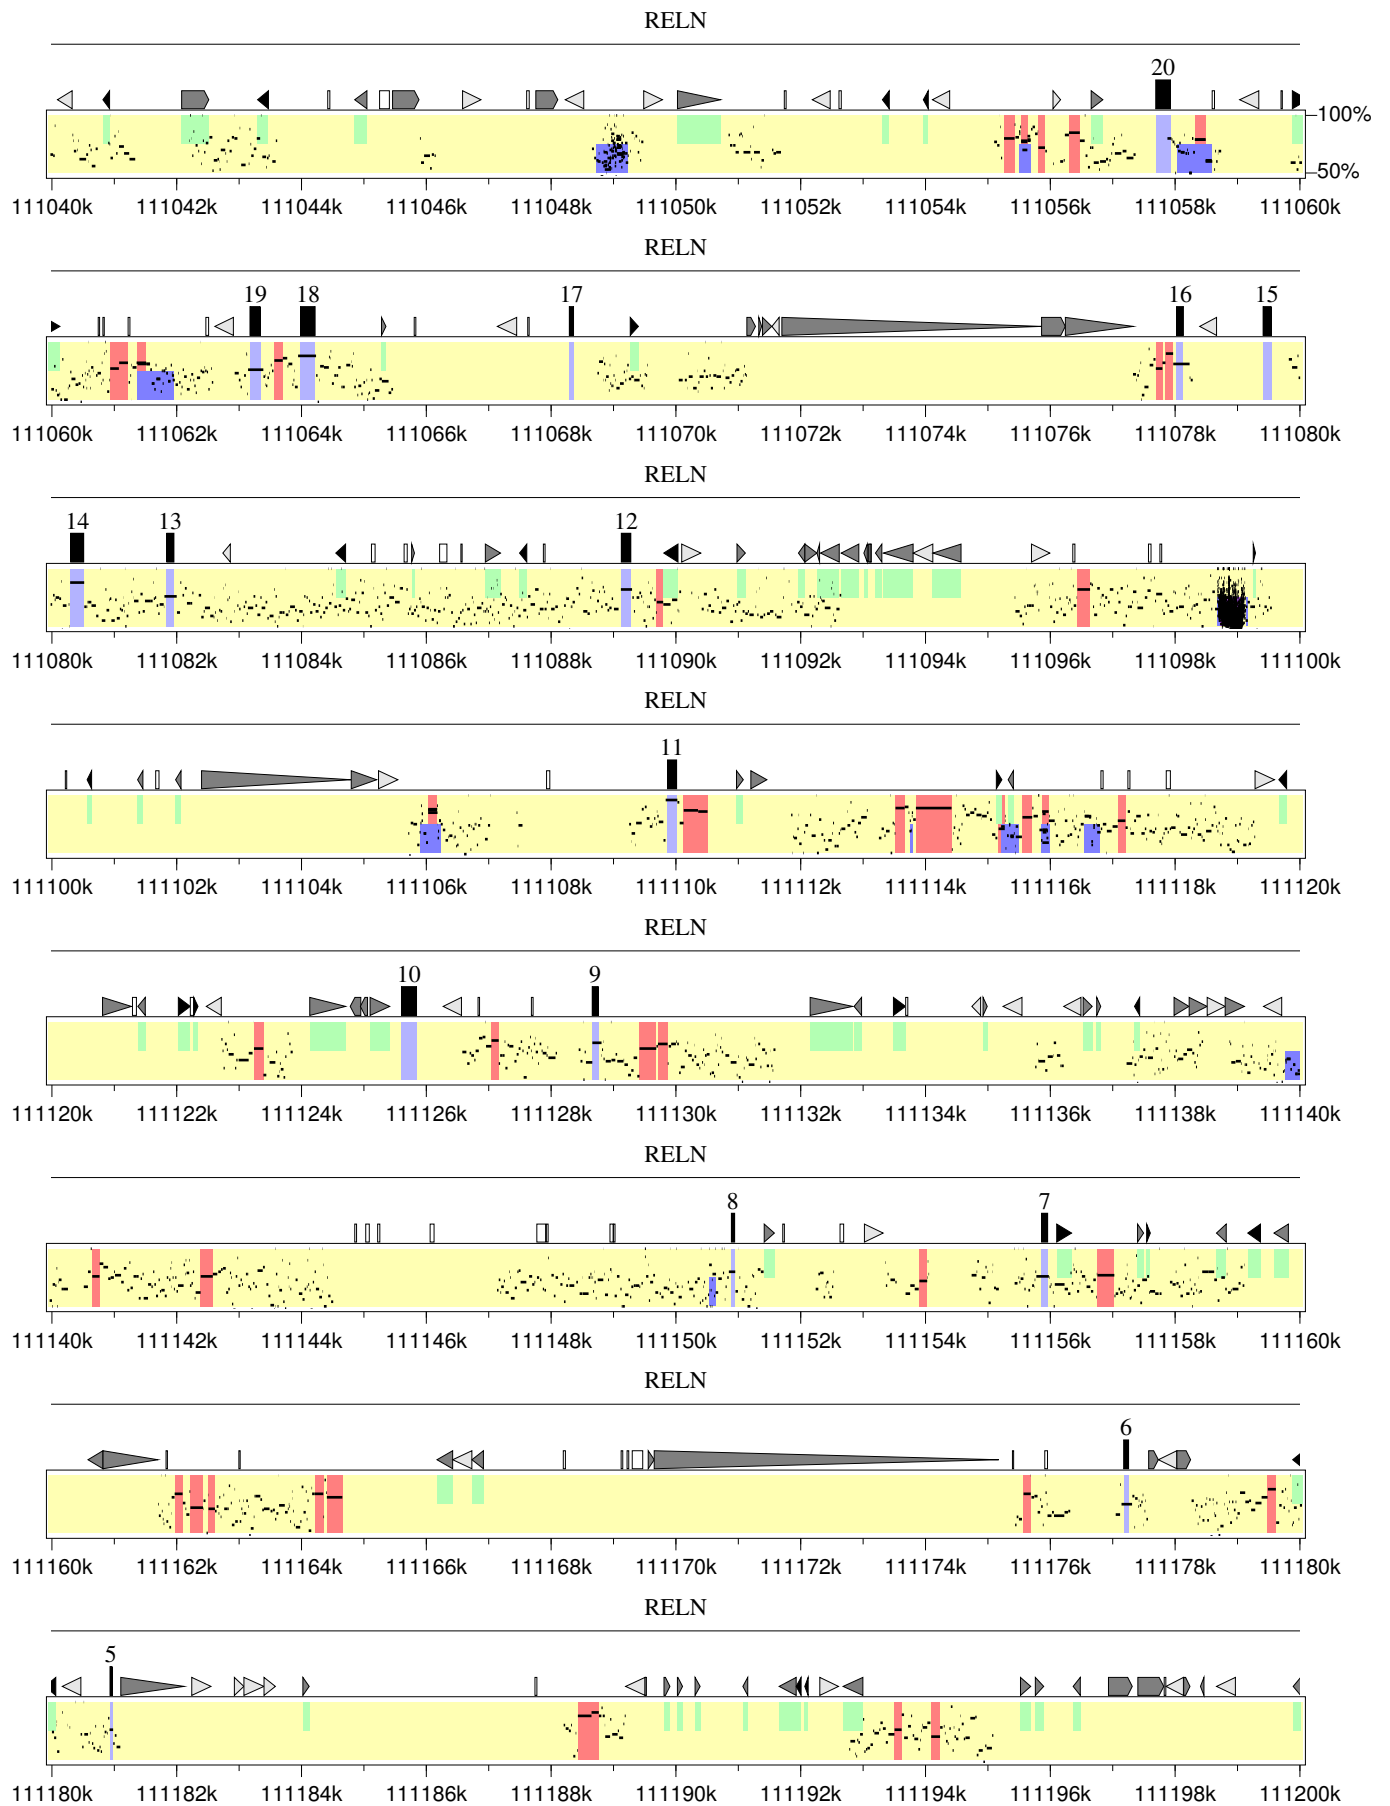 RELN
20
100%
50%
111040k 111042k 111044k 111046k 111048k 111050k 111052k 111054k 111056k 111058k 111060k
RELN
19 18 17 16 15
111060k 111062k 111064k 111066k 111068k 111070k 111072k 111074k 111076k 111078k 111080k
RELN
14 13 12
111080k 111082k 111084k 111086k 111088k 111090k 111092k 111094k 111096k 111098k 111100k
RELN
11
111100k 111102k 111104k 111106k 111108k 111110k 111112k 111114k 111116k 111118k 111120k
RELN
10 9
111120k 111122k 111124k 111126k 111128k 111130k 111132k 111134k 111136k 111138k 111140k
RELN
8 7
111140k 111142k 111144k 111146k 111148k 111150k 111152k 111154k 111156k 111158k 111160k
RELN
6
111160k 111162k 111164k 111166k 111168k 111170k 111172k 111174k 111176k 111178k 111180k
RELN
5
111180k 111182k 111184k 111186k 111188k 111190k 111192k 111194k 111196k 111198k 111200k